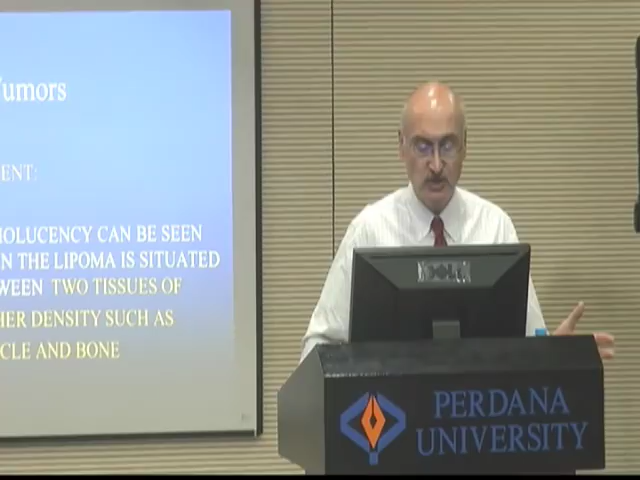 Tumors
ENT:
IOLUCENCY CAN BE SEEN
N THE LIPOMA IS SITUATED
WEEN TWO TISSUES OF
HER DENSITY SUCH AS
CLE AND BONE
PERDANA
UNIVERSITY